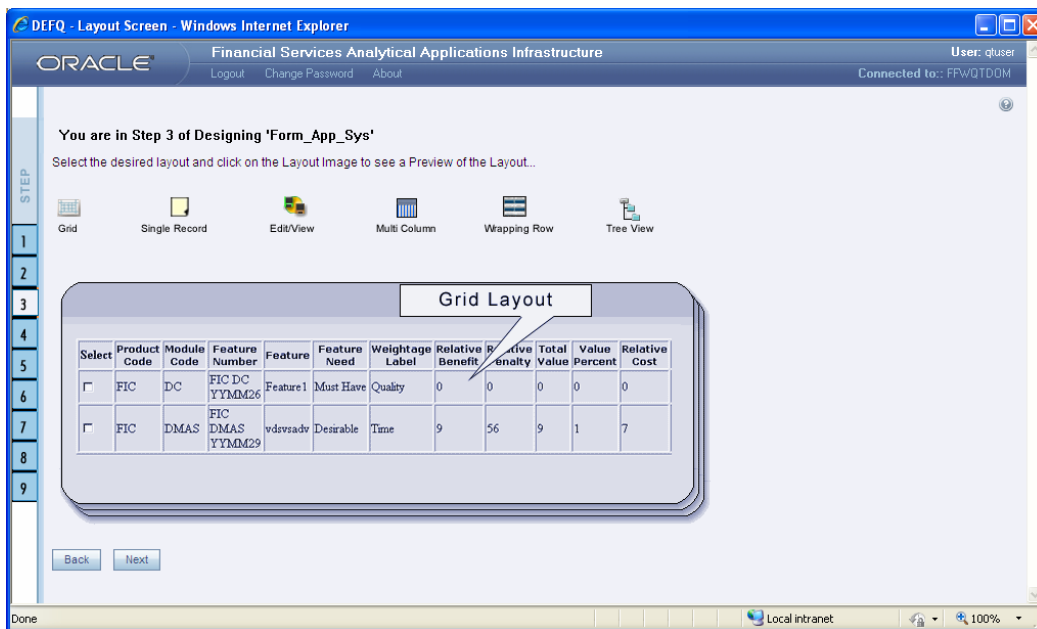 DEFQ - Layout Screen - Windows Internet Explorer
ORACLE
Financial Services Analytical Applications Infrastructure
User: qtuser
Logout Change Password About
Connected to:: FFWQTDOM
You are in Step 3 of Designing 'Form_App_Sys'
Select the desired layout and click on the Layout Image to see a Preview of the Layout...
STEP
1
2
3
4
5
6
7
8
9
Grid Single Record Edit/View Multi Column Wrapping Row Tree View
Grid Layout
Select Product Code Module Code Feature Number Feature Feature Need Weightage Label Relative Benefit Penalty Total Value Value Percent Relative Cost
FIC DC FIC DC YYMM26 Feature1 Must Have Quality 0 0 0 0 0
FIC DMAS FIC DMAS YYMM29 vdsvsadv Desirable Time 9 56 9 1 7
Back Next
Done Local intranet 100%